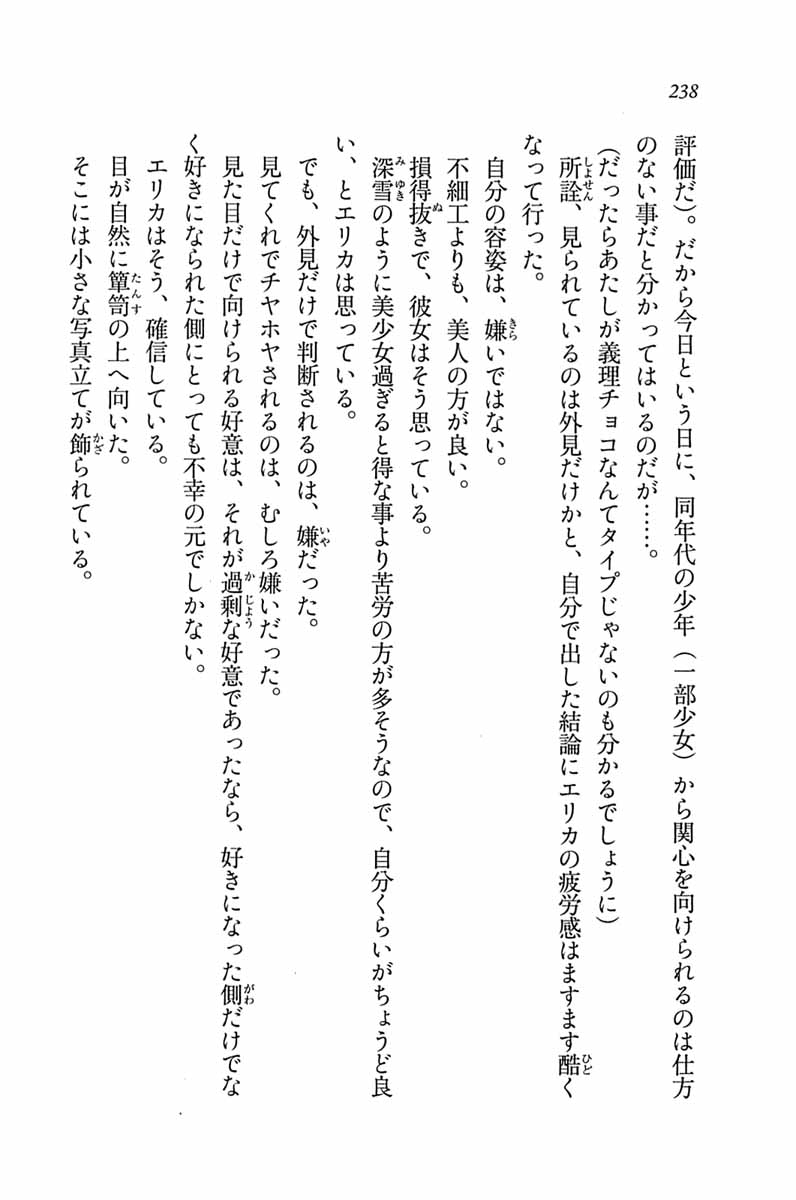 238
評価だ)。だから今日という日に、同年代の少年(一部少女)から関心を向けられるのは仕方
のない事だと分かってはいるのだが……。
(だったらあたしが義理チョコなんてタイプじゃないのも分かるでしょうに)
所詮、見られているのは外見だけかと、自分で出した結論にエリカの疲労感はますます酷く
なって行った。
自分の容姿は、嫌いではない。
不細工よりも、美人の方が良い。
損得抜きで、彼女はそう思っている。
深雪のように美少女過ぎると得な事より苦労の方が多そうなので、自分くらいがちょうど良
い、とエリカは思っている。
でも、外見だけで判断されるのは、嫌だった。
見てくれでチヤホヤされるのは、むしろ嫌いだった。
見た目だけで向けられる好意は、それが過剰な好意であったなら、好きになった側だけでな
く好きになられた側にとっても不幸の元でしかない。
エリカはそう、確信している。
目が自然に簞笥の上へ向いた。
そこには小さな写真立てが飾られている。